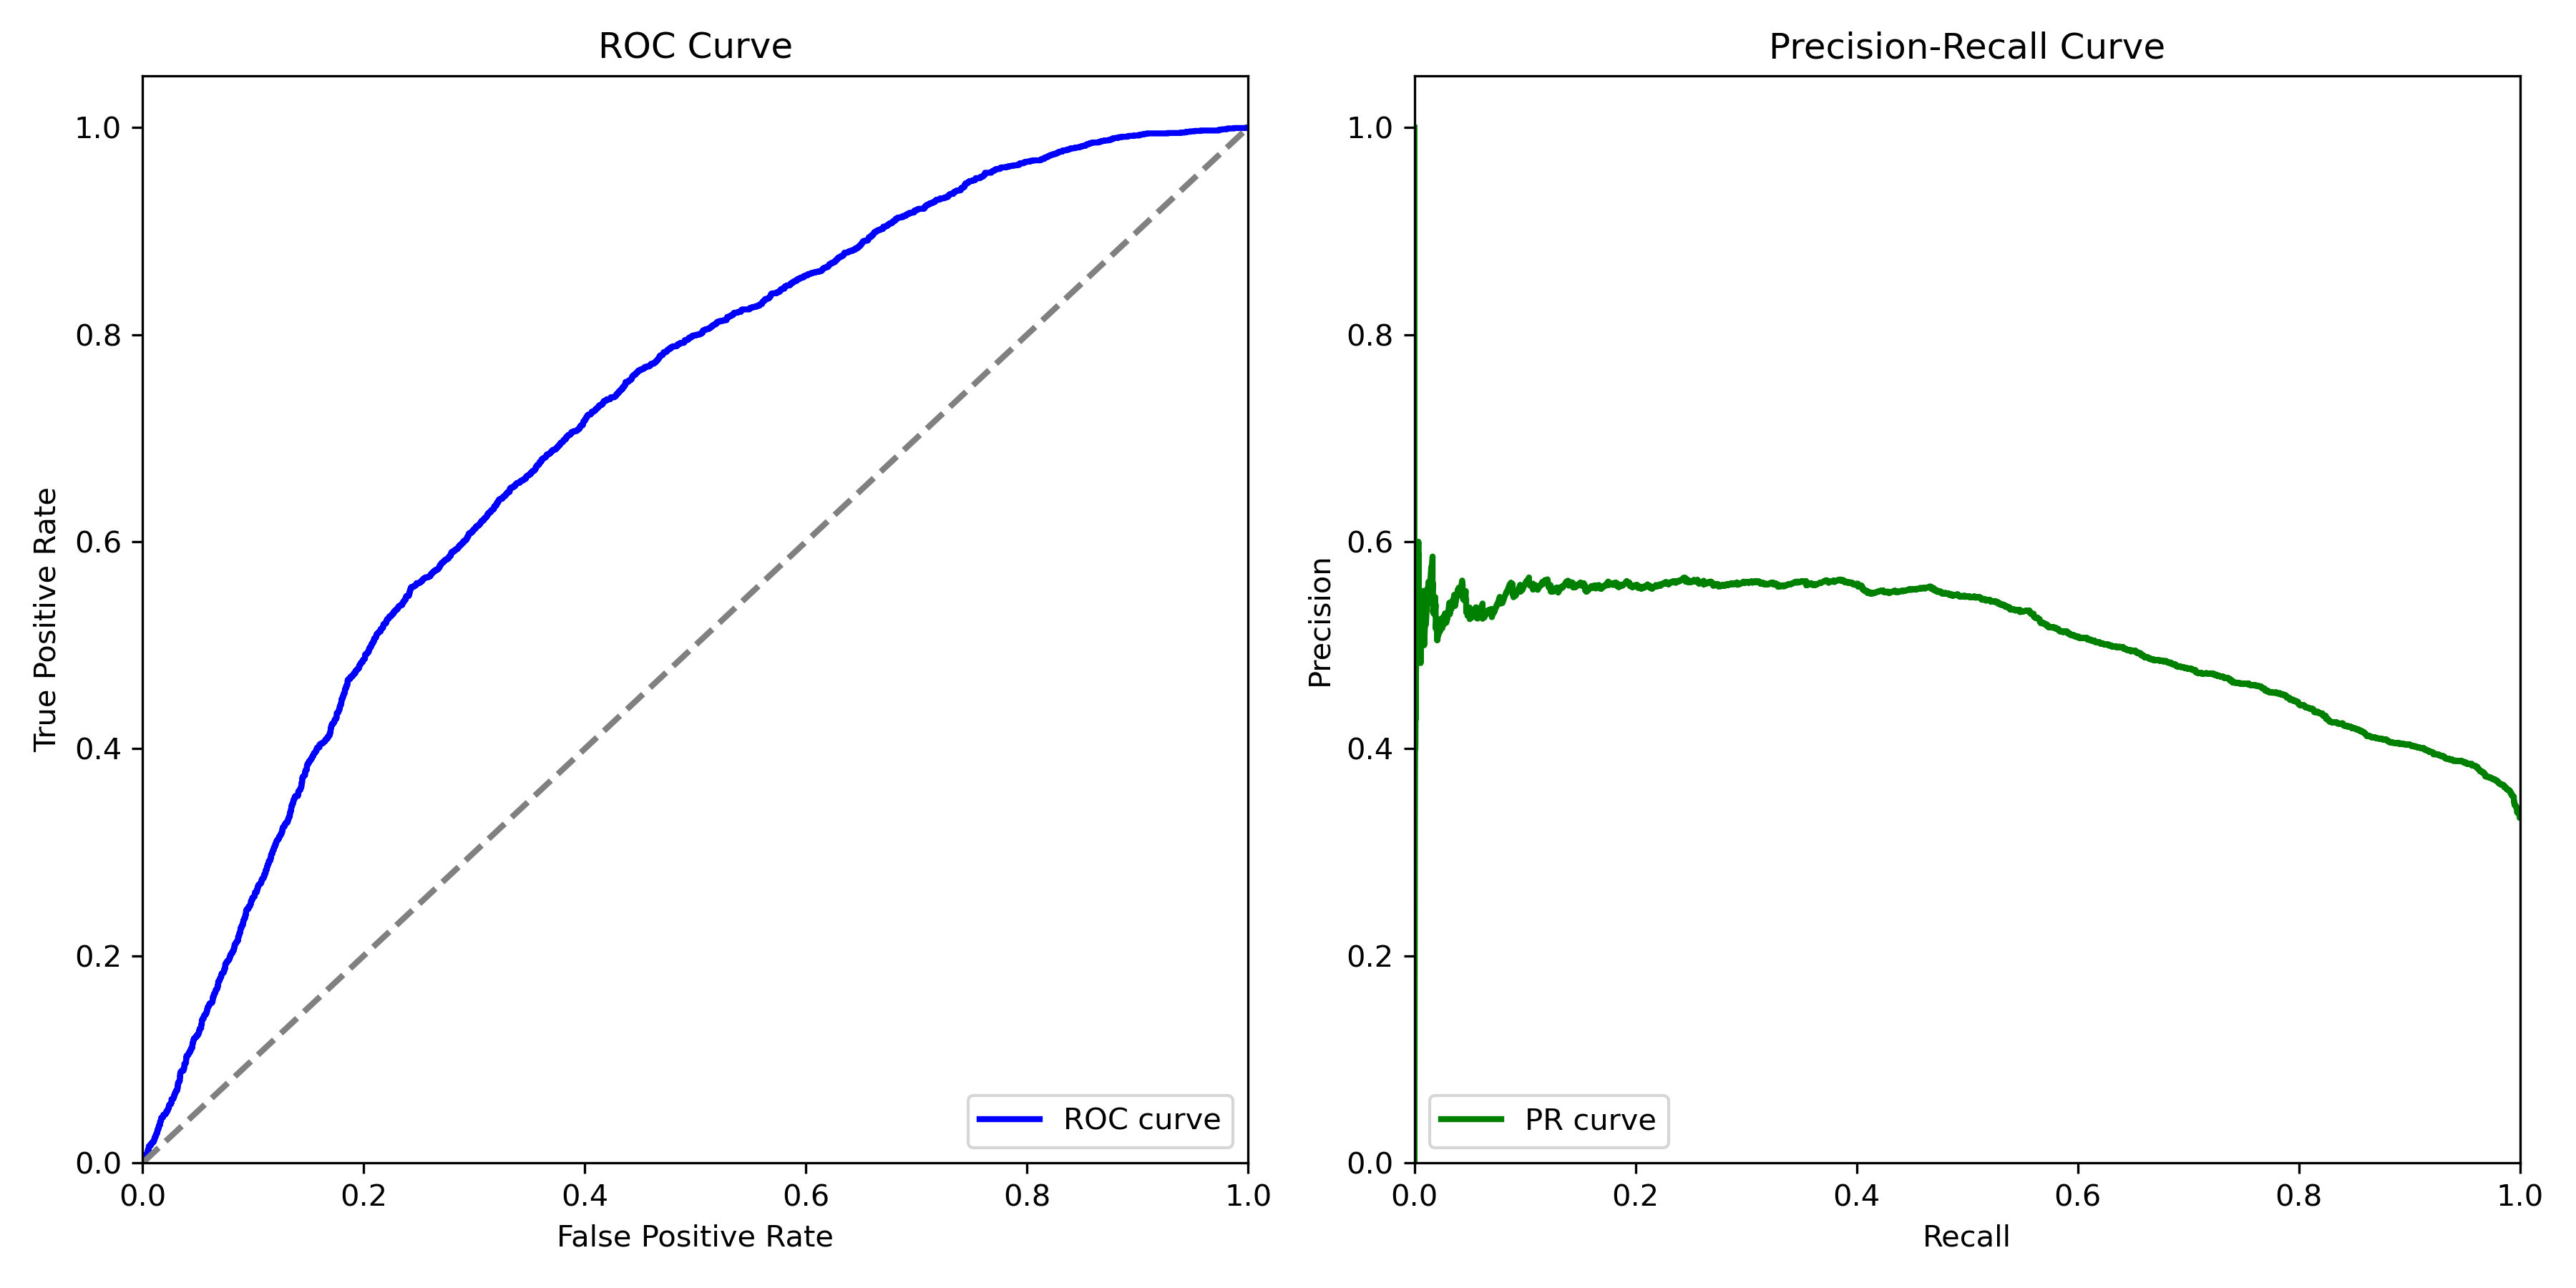 ROC Curve
1.0
0.8
0.6
0.4
0.2
0.0
True Positive Rate
0.0 0.2 0.4 0.6 0.8 1.0
False Positive Rate
ROC curve
Precision-Recall Curve
1.0
0.8
0.6
0.4
0.2
0.0
Precision
0.0 0.2 0.4 0.6 0.8 1.0
Recall
PR curve